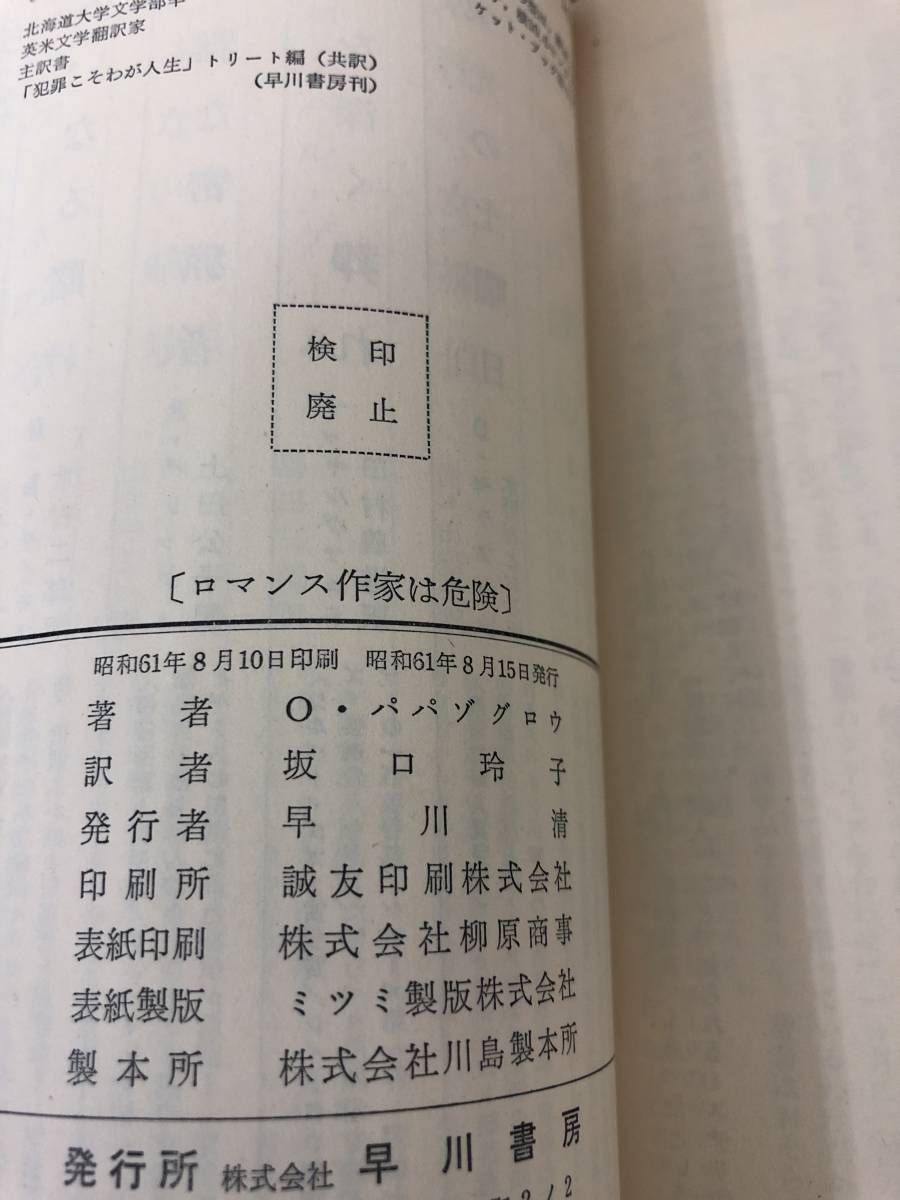 北海道大学文学部卒
英米文学翻訳家
主訳書
「犯罪こそわが人生」トリート編（共訳）
（早川書房刊）
検印
廃止
〔ロマンス作家は危険〕
昭和61年8月10日印刷　昭和61年8月15日発行
著者　O・パパゾグロウ
訳者　坂口玲子
発行者　早川清
印刷所　誠友印刷株式会社
表紙印刷　株式会社柳原商事
表紙製版　ミツミ製版株式会社
製本所　株式会社川島製本所
発行所　株式会社　早川書房